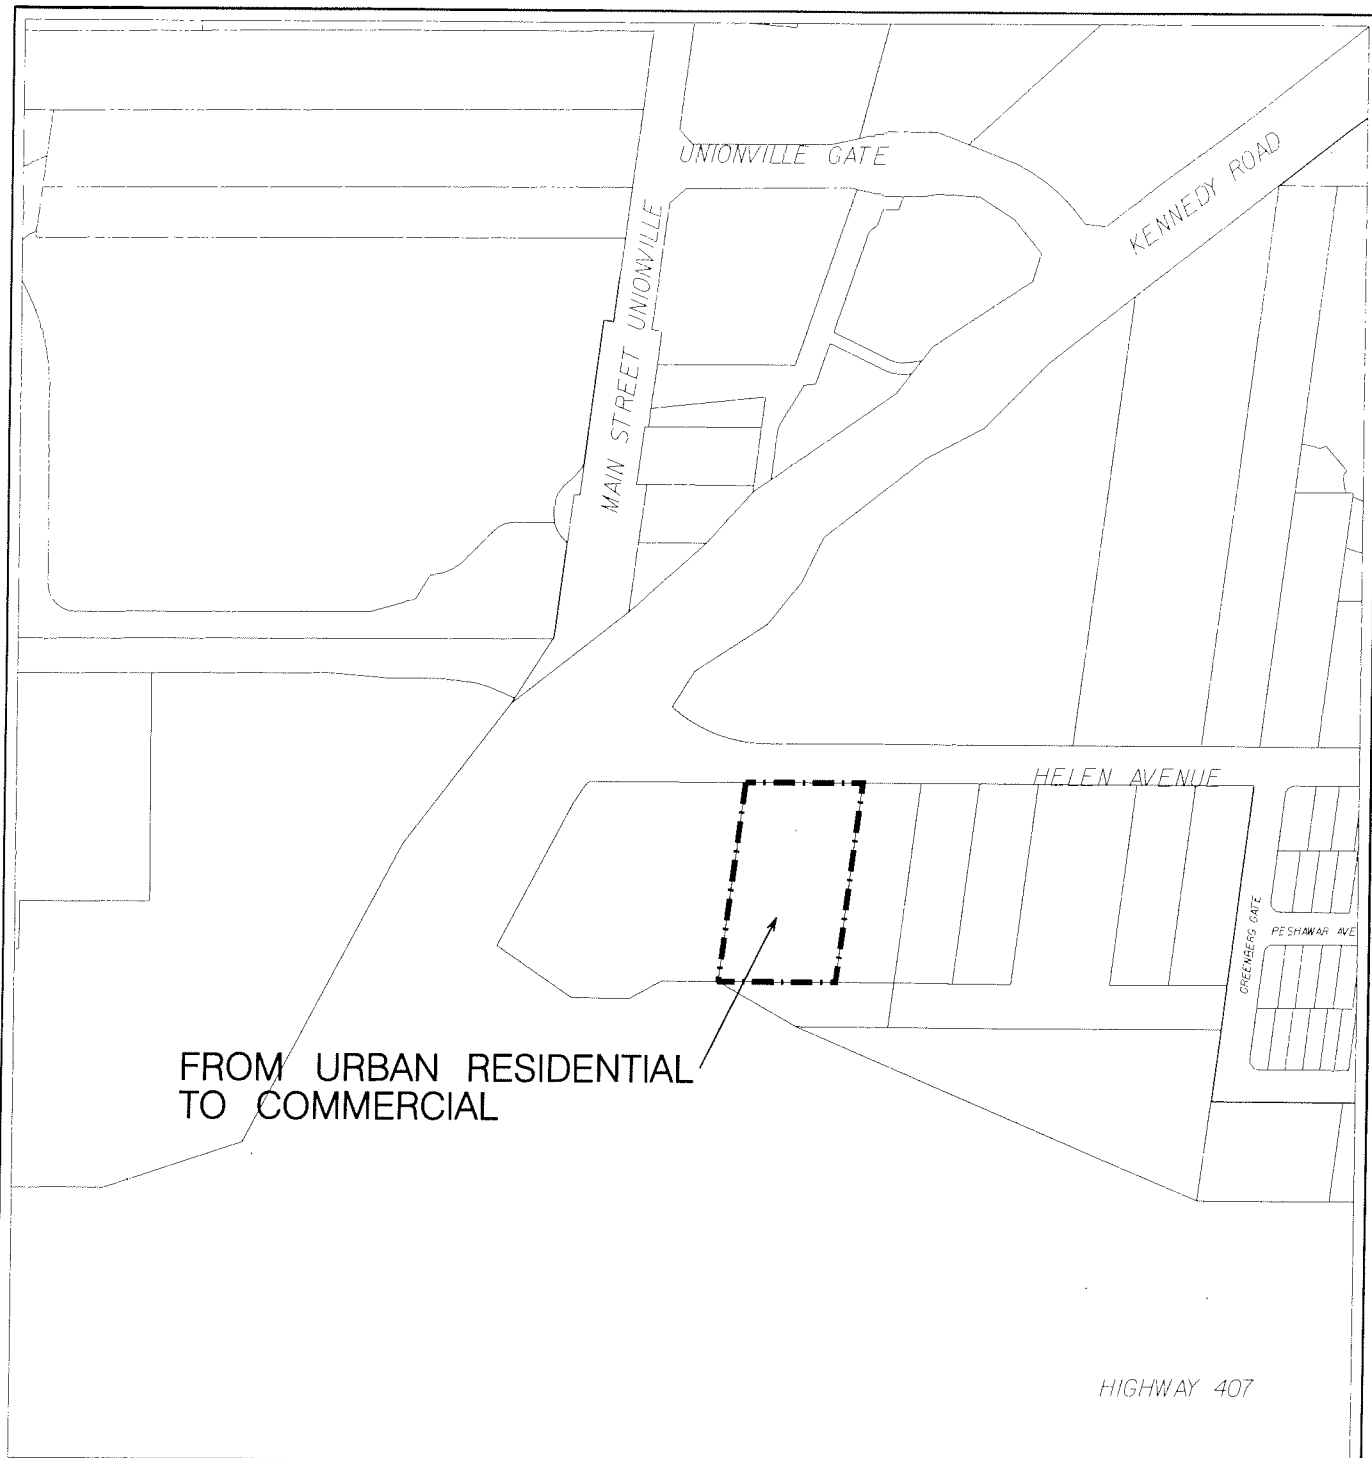 UNIONVILLE GATE
KENNEDY ROAD
MAIN STREET UNIONVILLE
HELEN AVENUE
GREENBERG GATE
PESHAWAR AVE
FROM URBAN RESIDENTIAL
TO COMMERCIAL
HIGHWAY 407